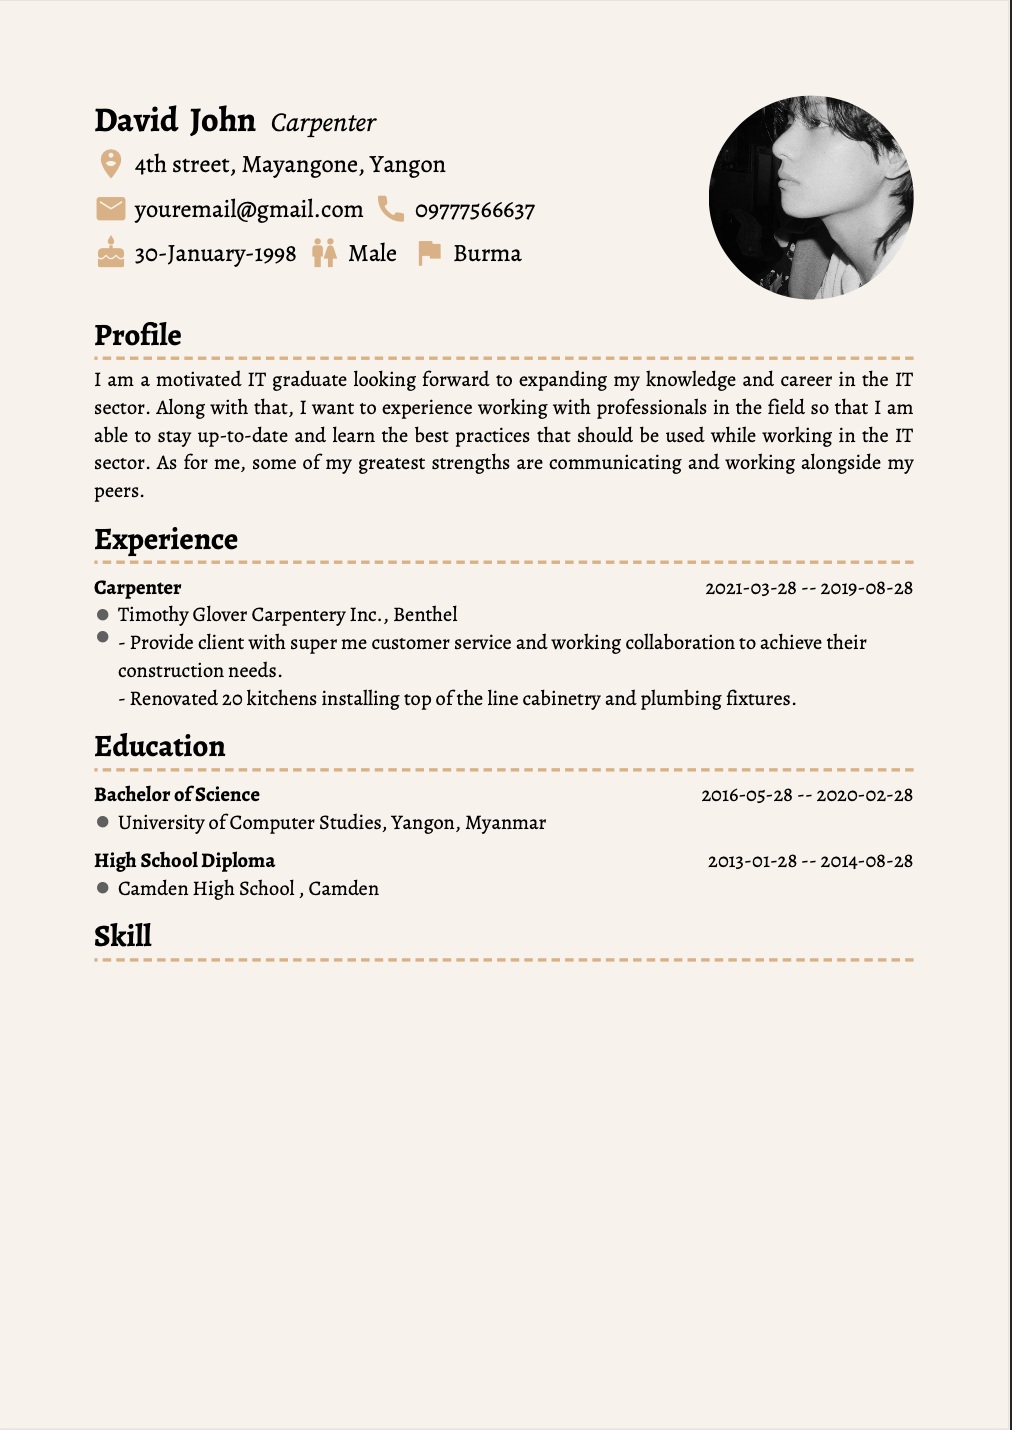 David John Carpenter
4th street, Mayangone, Yangon
youremail@gmail.com 09777566637
30-January-1998 Male Burma
Profile
I am a motivated IT graduate looking forward to expanding my knowledge and career in the IT
sector. Along with that, I want to experience working with professionals in the field so that I am
able to stay up-to-date and learn the best practices that should be used while working in the IT
sector. As for me, some of my greatest strengths are communicating and working alongside my
peers.
Experience
Carpenter 2021-03-28 -- 2019-08-28
Timothy Glover Carpentery Inc., Benthel
- Provide client with super me customer service and working collaboration to achieve their
construction needs.
- Renovated 20 kitchens installing top of the line cabinetry and plumbing fixtures.
Education
Bachelor of Science 2016-05-28 -- 2020-02-28
University of Computer Studies, Yangon, Myanmar
High School Diploma 2013-01-28 -- 2014-08-28
Camden High School , Camden
Skill